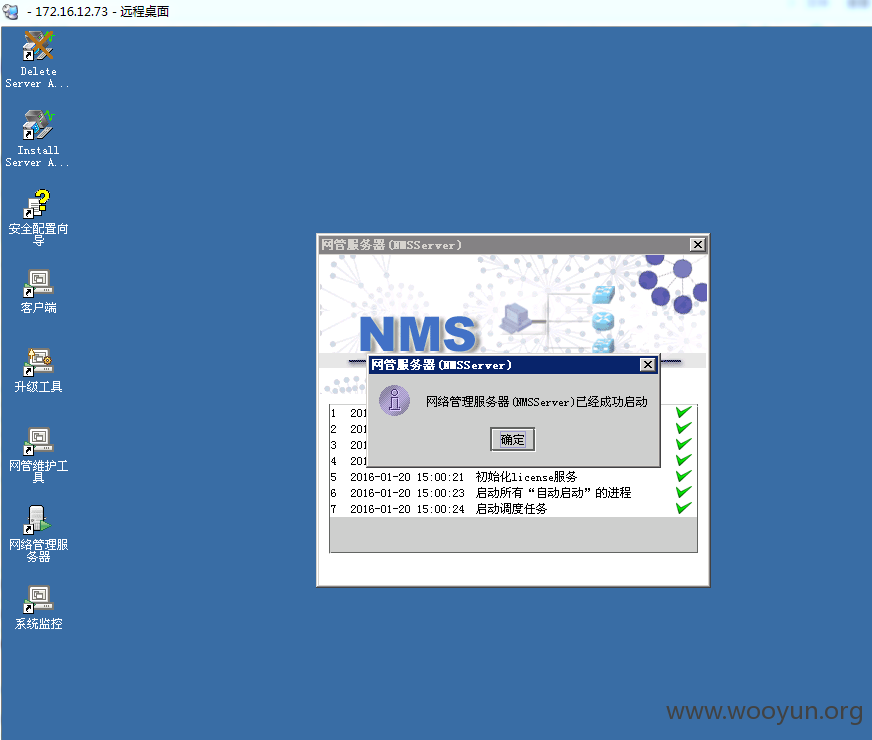 - 172.16.12.73 - 远程桌面
Delete
Server A...
Install
Server A...
安全配置向
导
客户端
升级工具
网管维护工
具
网络管理服
务器
系统监控
网管服务器(NMSServer)
NMS
网管服务器(NMSServer)
网络管理服务器(NMSServer)已经成功启动
确定
1 201
2 201
3 201
4 201
5 2016-01-20 15:00:21 初始化license服务
6 2016-01-20 15:00:23 启动所有“自动启动”的进程
7 2016-01-20 15:00:24 启动调度任务
www.wooyun.org